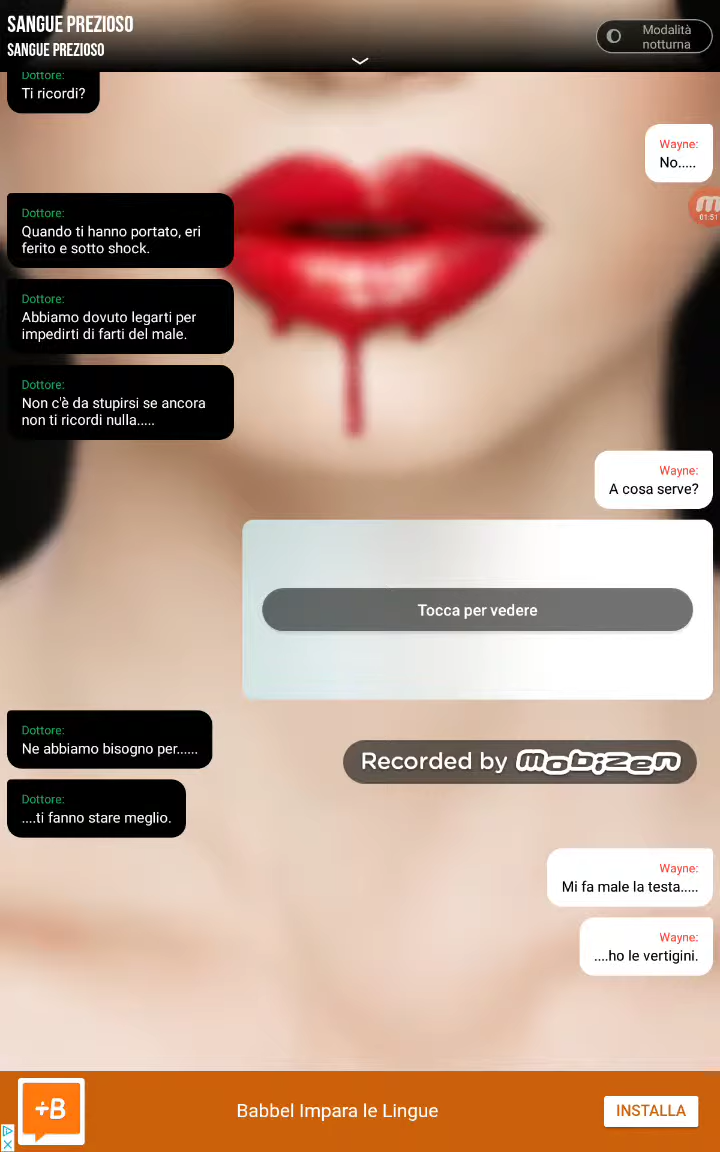 SANGUE PREZIOSO
SANGUE PREZIOSO
Modalità
notturna
Dottore:
Ti ricordi?
Wayne:
No.....
01:51
Dottore:
Quando ti hanno portato, eri
ferito e sotto shock.
Dottore:
Abbiamo dovuto legarti per
impedirti di farti del male.
Dottore:
Non c'è da stupirsi se ancora
non ti ricordi nulla.....
Wayne:
A cosa serve?
Tocca per vedere
Dottore:
Ne abbiamo bisogno per......
Recorded by mobizen
Dottore:
....ti fanno stare meglio.
Wayne:
Mi fa male la testa.....
Wayne:
....ho le vertigini.
+B
Babbel Impara le Lingue
INSTALLA